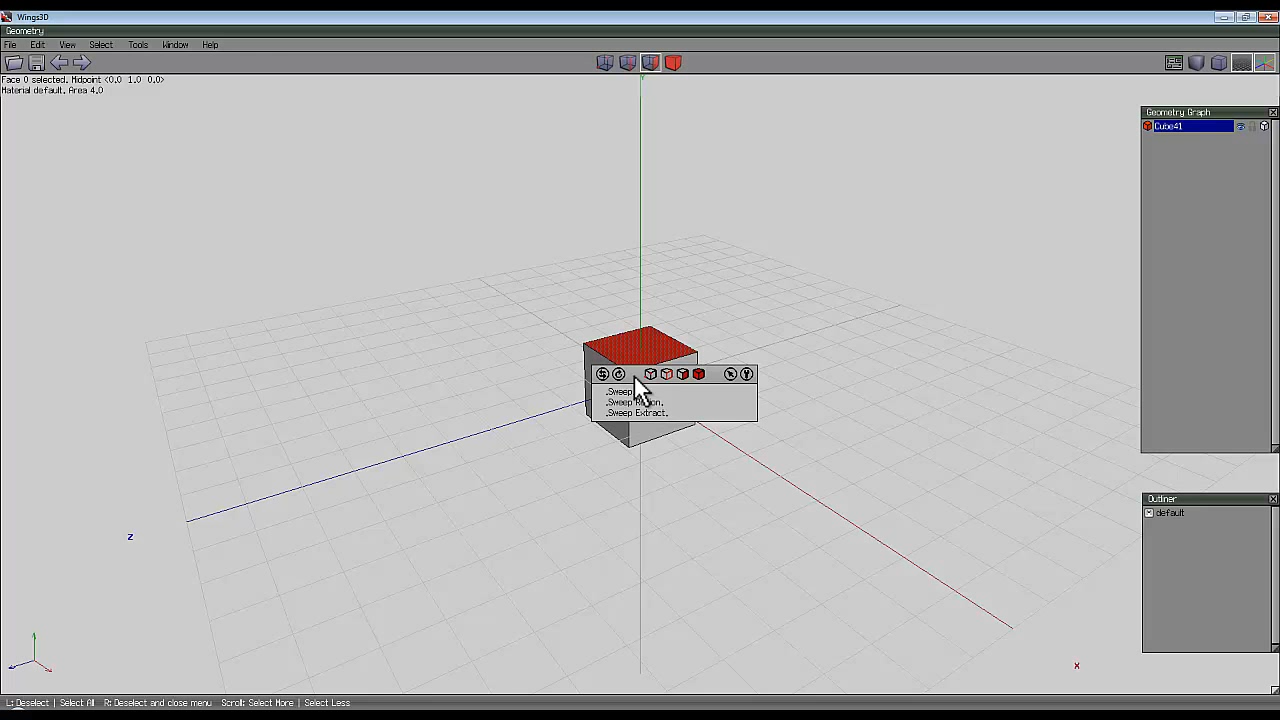 Wings3D
Geometry
File Edit View Select Tools Window Help
Face 0 selected. Midpoint <0.0 1.0 0.0>
Material default. Area 4.0
Y
Geometry Graph
Cube41
.Sweep
.Sweep
.Sweep Extract.
Outliner
default
Z
X
L: Deselect | Select All R: Deselect and close menu Scroll: Select More | Select Less